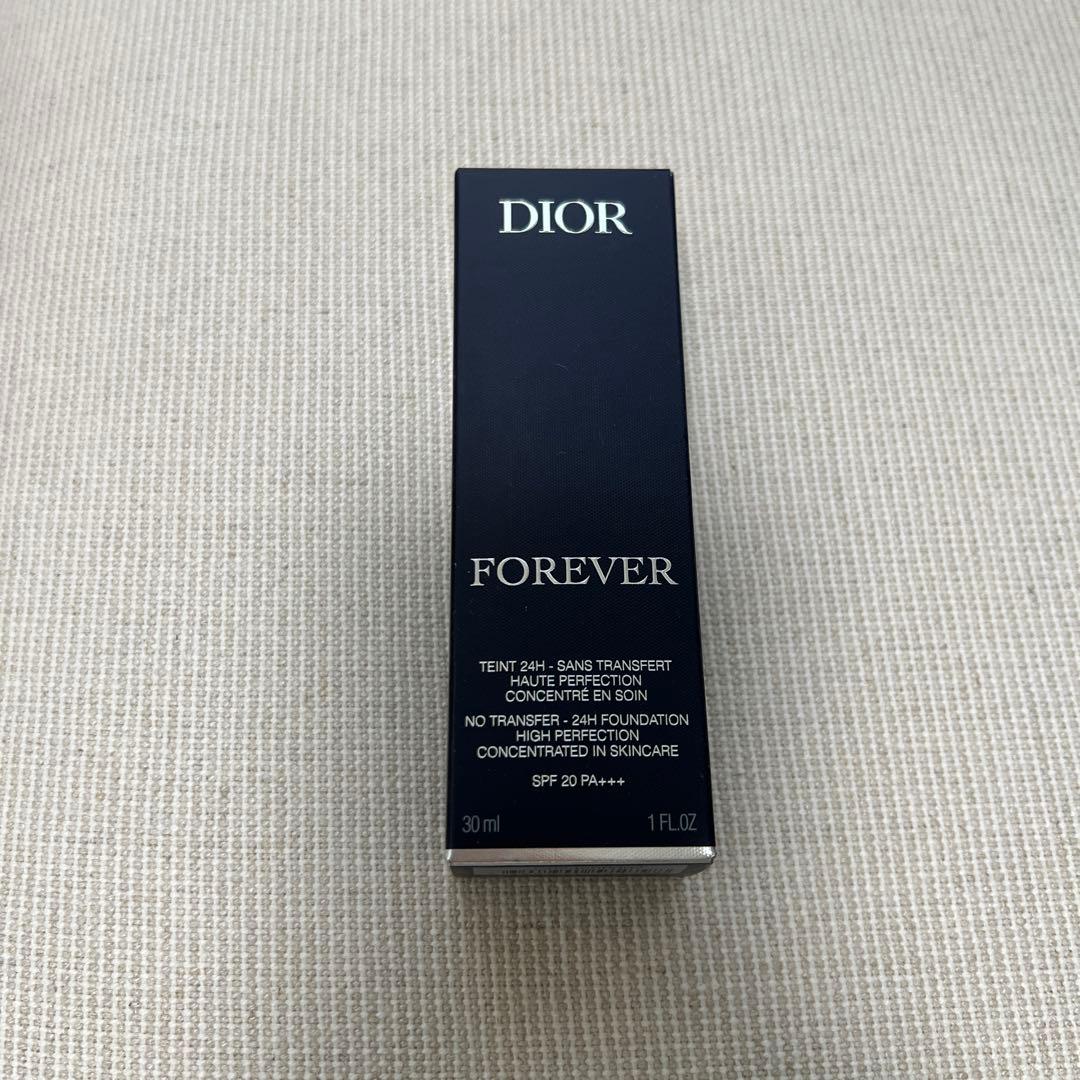 DIOR
FOREVER
TEINT 24H - SANS TRANSFERT
HAUTE PERFECTION
CONCENTRÉ EN SOIN
NO TRANSFER - 24H FOUNDATION
HIGH PERFECTION
CONCENTRATED IN SKINCARE
SPF 20 PA+++
30 ml 1 FL.OZ